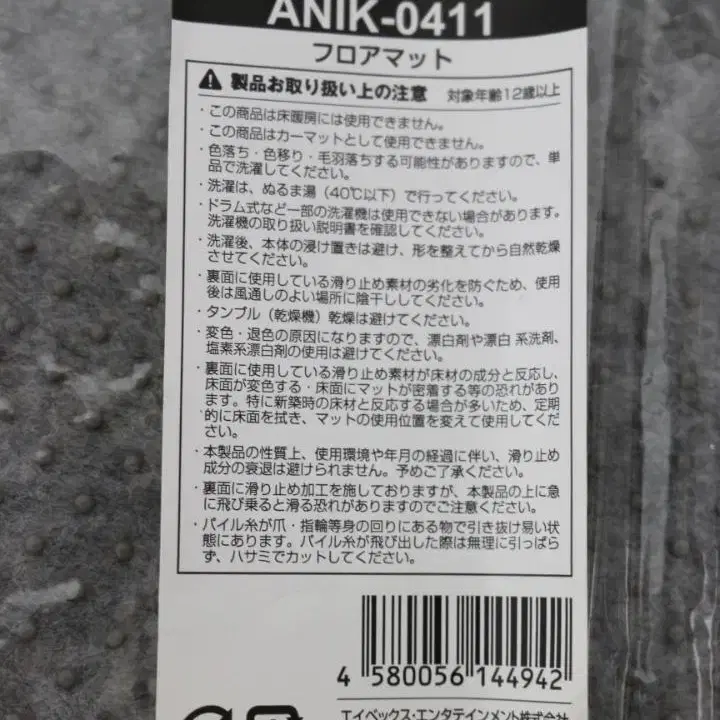 ANIK-0411
フロアマット
製品お取り扱い上の注意 対象年齢12歳以上
・この商品は床暖房には使用できません。
・この商品はカーマットとして使用できません。
・色落ち・色移り・毛羽落ちする可能性がありますので、単
品で洗濯してください。
・洗濯は、ぬるま湯（40℃以下）で行ってください。
・ドラム式など一部の洗濯機は使用できない場合があります。
洗濯機の取り扱い説明書を確認してください。
・洗濯後、本体の浸け置きは避け、形を整えてから自然乾燥
させてください。
・裏面に使用している滑り止め素材の劣化を防ぐため、使用
後は風通しのよい場所に陰干ししてください。
・タンブル（乾燥機）乾燥は避けてください。
・変色・退色の原因になりますので、漂白剤や漂白 系洗剤、
塩素系漂白剤の使用は避けてください。
・裏面に使用している滑り止め素材が床材の成分と反応し、
床面が変色する・床面にマットが密着する等の恐れがあり
ます。特に新築時の床材と反応する場合が多いため、定期
的に床面を拭き、マットの使用位置を変えて使用してくだ
さい。
・本製品の性質上、使用環境や年月の経過に伴い、滑り止め
成分の衰退は避けられません。予めご了承ください。
・裏面に滑り止め加工を施しておりますが、本製品の上に急
に飛び乗ると滑る恐れがありますのでご注意ください。
・パイル糸が爪・指輪等身の回りにある物で引き抜け易い状
態にあります。パイル糸が飛び出した際は無理に引っぱら
ず、ハサミでカットしてください。
4 580056 144942
エイベックス・エンタテインメント株式会社